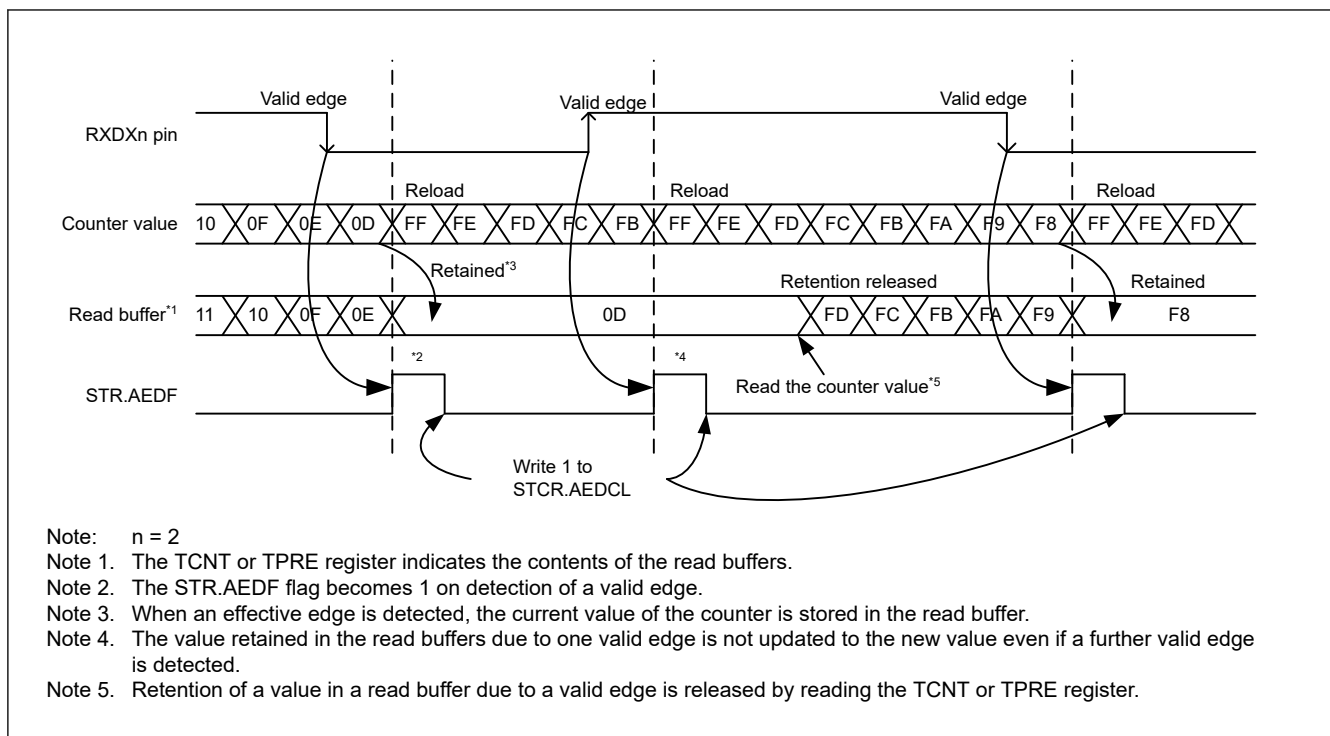 Valid edge Valid edge Valid edge
RXDXn pin
Reload Reload Reload
Counter value 10 0F 0E 0D FF FE FD FC FB FF FE FD FC FB FA F9 F8 FF FE FD
Retained*3 Retention released Retained
Read buffer*1 11 10 0F 0E 0D FD FC FB FA F9 F8
*2 *4
Read the counter value*5
STR.AEDF
Write 1 to
STCR.AEDCL
Note: n = 2
Note 1. The TCNT or TPRE register indicates the contents of the read buffers.
Note 2. The STR.AEDF flag becomes 1 on detection of a valid edge.
Note 3. When an effective edge is detected, the current value of the counter is stored in the read buffer.
Note 4. The value retained in the read buffers due to one valid edge is not updated to the new value even if a further valid edge
is detected.
Note 5. Retention of a value in a read buffer due to a valid edge is released by reading the TCNT or TPRE register.